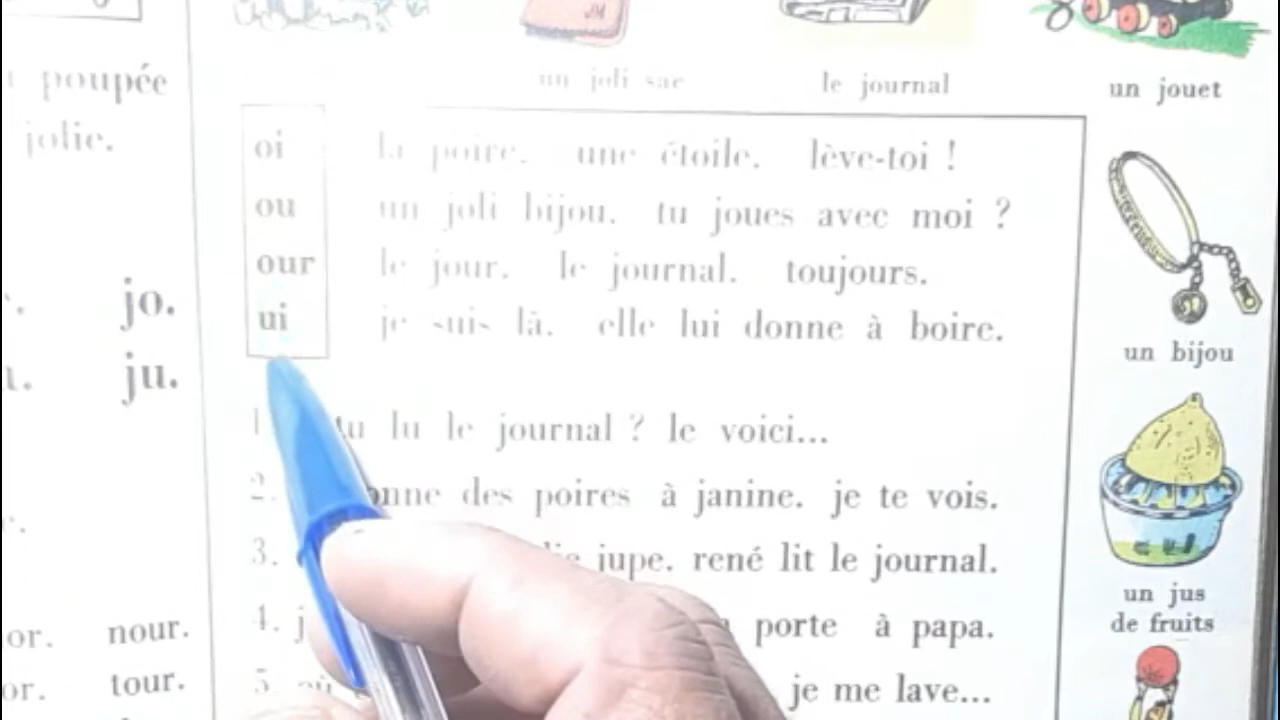 poupée
jolie.
jo.
ju.
or. nour.
or. tour.
un joli sac
le journal
un jouet
oi la poire. une étoile. lève-toi !
ou un joli bijou. tu joues avec moi ?
our le jour. le journal. toujours.
ui je suis là. elle lui donne à boire.
tu lu le journal ? le voici...
2. des poires à janine. je te vois.
3. jupe. rené lit le journal.
4. j porte à papa.
5. où je me lave...
un bijou
un jus
de fruits